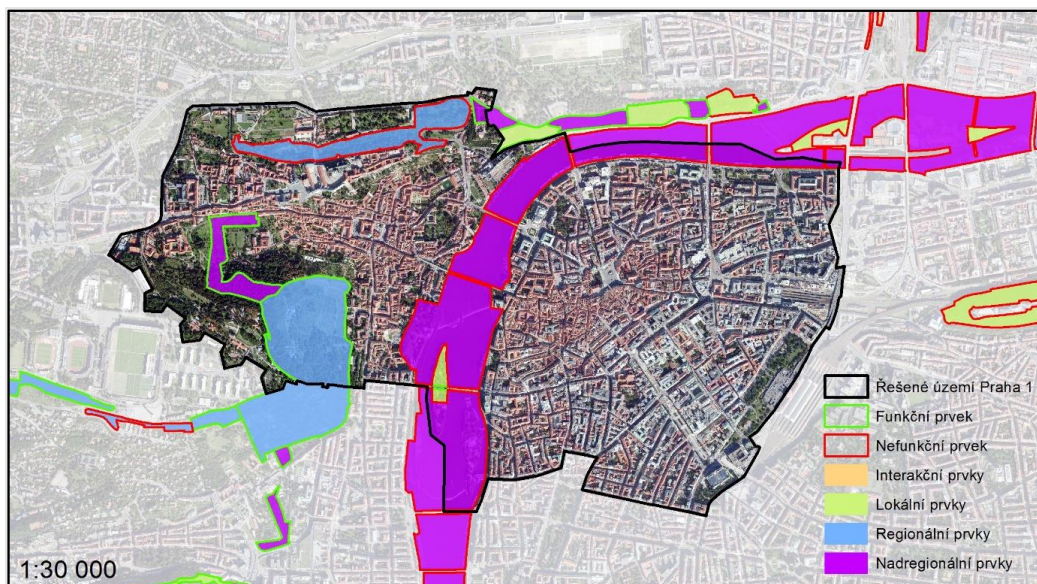 Řešené území Praha 1
Funkční prvek
Nefunkční prvek
Interakční prvky
Lokální prvky
Regionální prvky
Nadregionální prvky
1:30 000